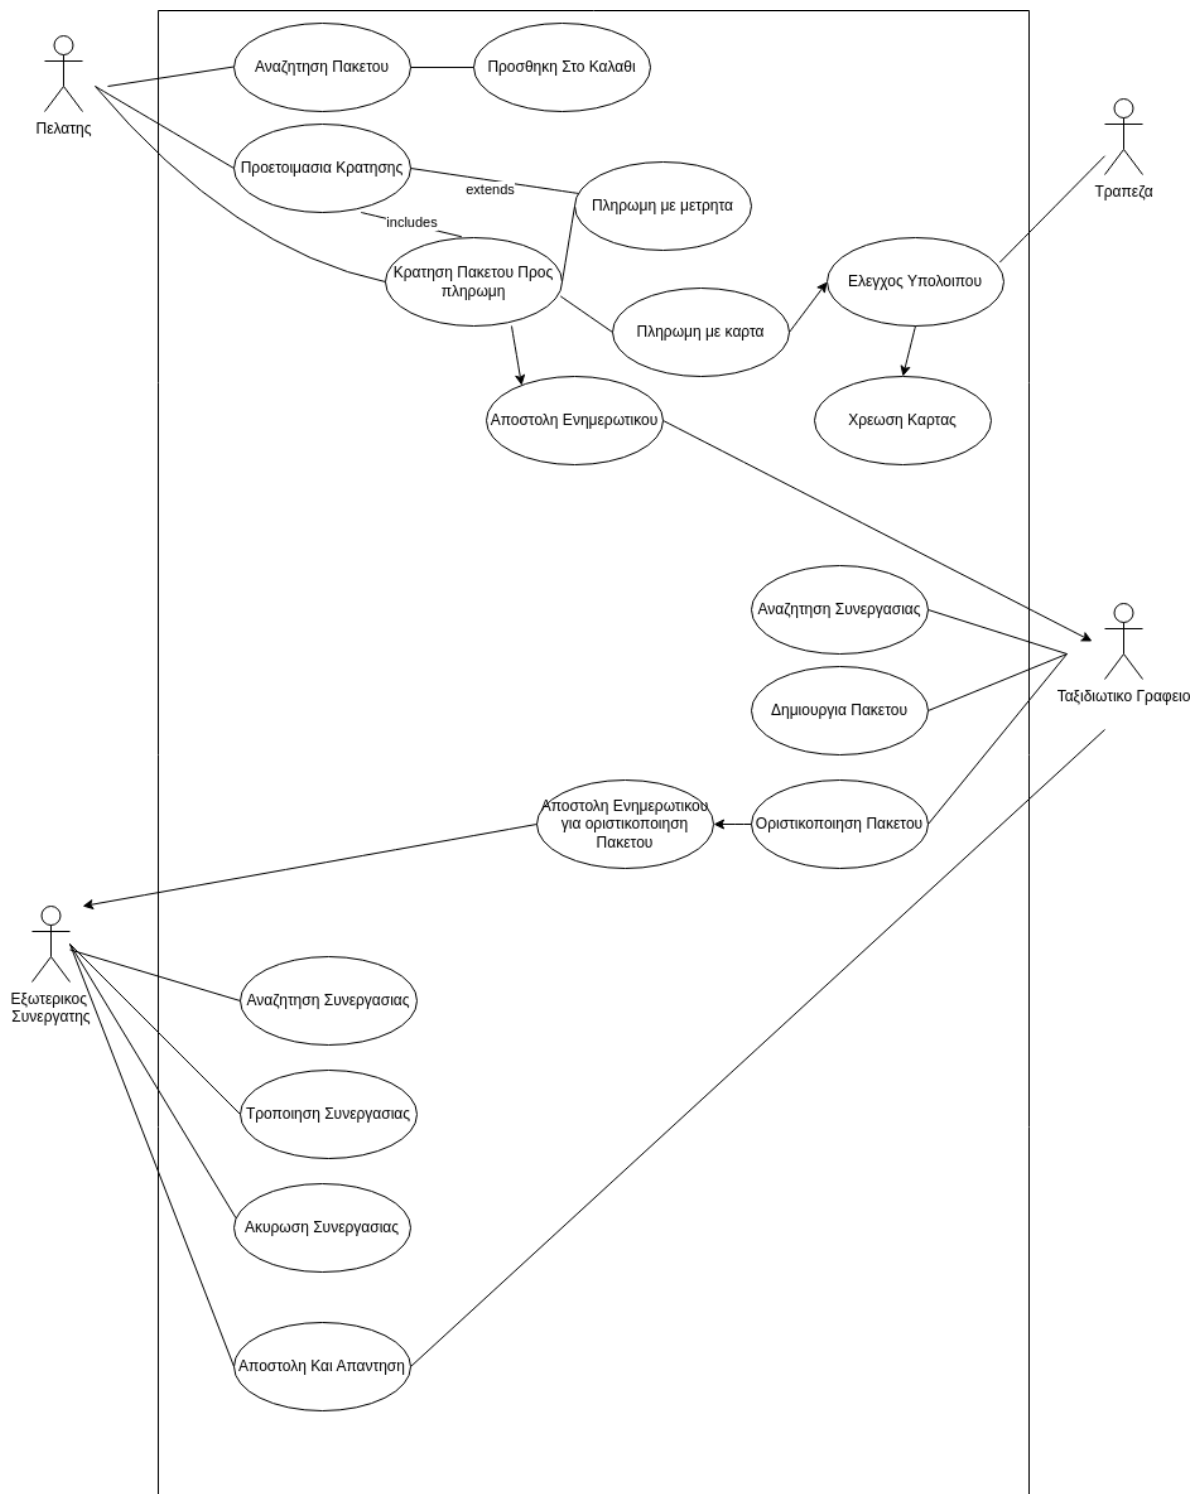 Αναζητηση Πακετου
Προσθηκη Στο Καλαθι
Πελατης
Προετοιμασια Κρατησης
extends
Πληρωμη με μετρητα
Τραπεζα
includes
Κρατηση Πακετου Προς
πληρωμη
Ελεγχος Υπολοιπου
Πληρωμη με καρτα
Αποστολη Ενημερωτικου
Χρεωση Καρτας
Αναζητηση Συνεργασιας
Ταξιδιωτικο Γραφειο
Δημιουργια Πακετου
Αποστολη Ενημερωτικου
για οριστικοποιηση
Πακετου
Οριστικοποιηση Πακετου
Εξωτερικος
Συνεργατης
Αναζητηση Συνεργασιας
Τροποιηση Συνεργασιας
Ακυρωση Συνεργασιας
Αποστολη Και Απαντηση